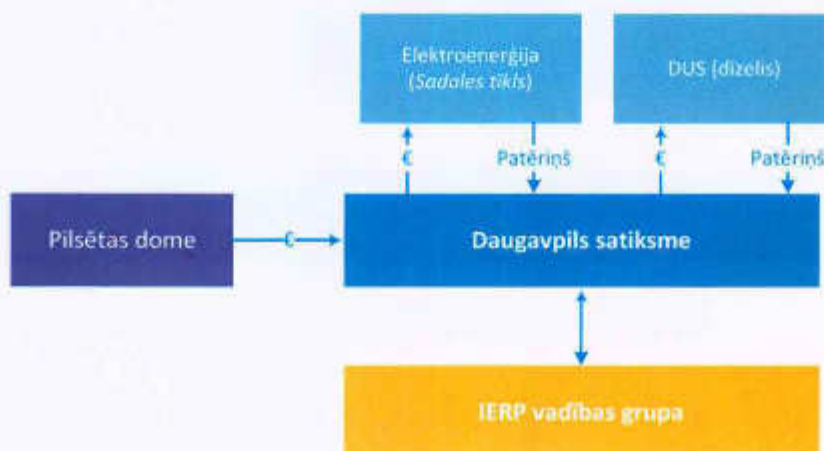 Elektroenerģija
(Sadales tīkls)
DUS (dīzelis)
€
Patēriņš
€
Patēriņš
Pilsētas dome
€
Daugavpils satiksme
IERP vadības grupa